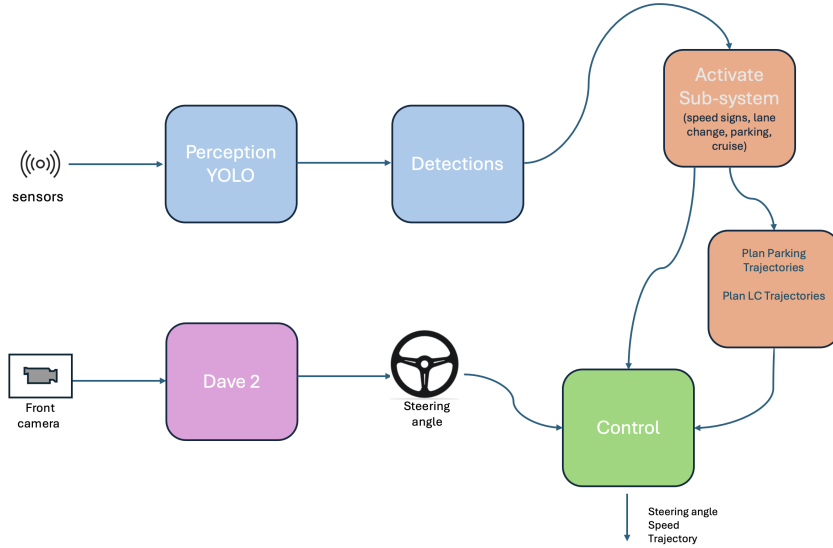 Activate
Sub-system
(speed signs, lane
change, parking,
cruise)
Perception
YOLO
Detections
sensors
Plan Parking
Trajectories
Plan LC Trajectories
Dave 2
Front
camera
Steering
angle
Control
Steering angle
Speed
Trajectory